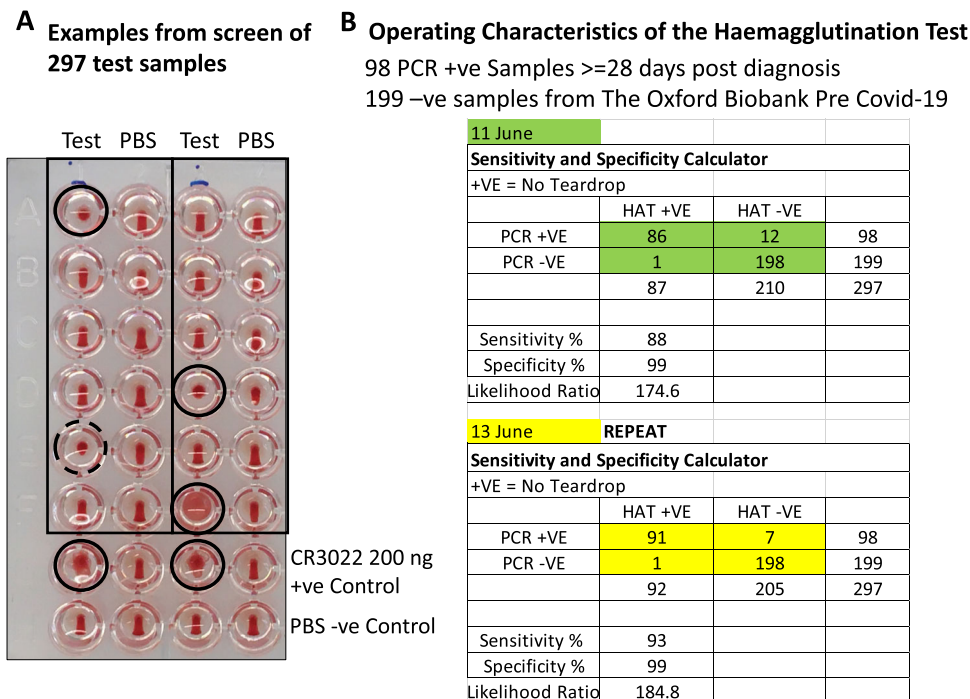 A
Examples from screen of
297 test samples
Test PBS Test PBS
A
B
C
D
E
F
CR3022 200 ng
+ve Control
PBS -ve Control
B
Operating Characteristics of the Haemagglutination Test
98 PCR +ve Samples >=28 days post diagnosis
199 –ve samples from The Oxford Biobank Pre Covid-19
11 June
Sensitivity and Specificity Calculator
+VE = No Teardrop
HAT +VE HAT -VE
PCR +VE 86 12 98
PCR -VE 1 198 199
87 210 297
Sensitivity % 88
Specificity % 99
Likelihood Ratio 174.6
13 June REPEAT
Sensitivity and Specificity Calculator
+VE = No Teardrop
HAT +VE HAT -VE
PCR +VE 91 7 98
PCR -VE 1 198 199
92 205 297
Sensitivity % 93
Specificity % 99
Likelihood Ratio 184.8